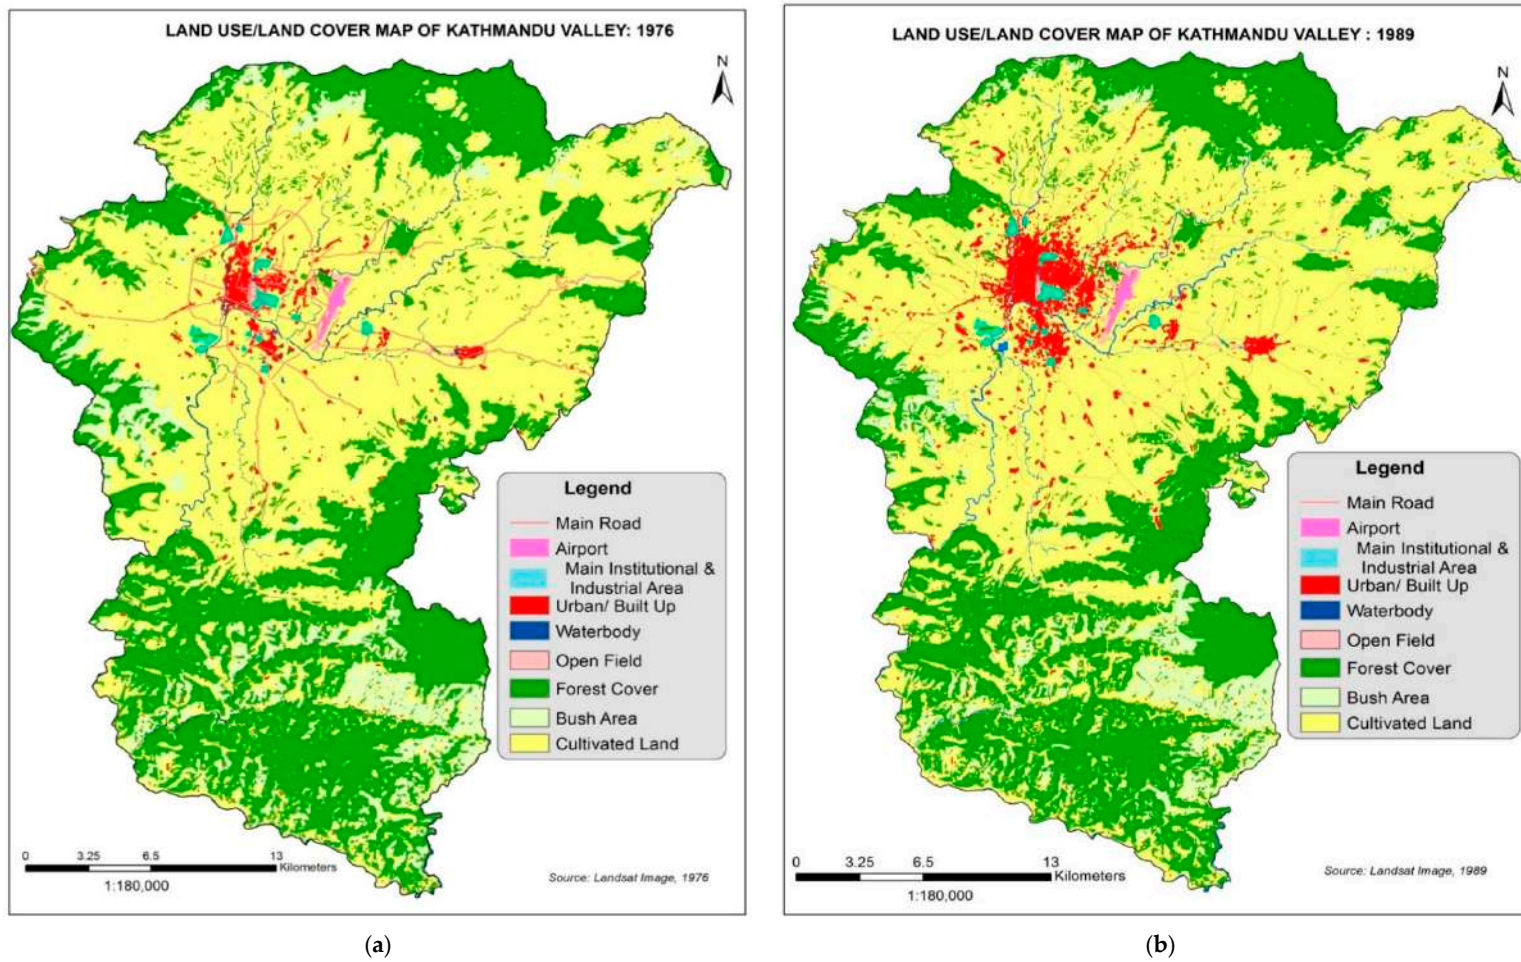 LAND USE/LAND COVER MAP OF KATHMANDU VALLEY: 1976
N
Legend
Main Road
Airport
Main Institutional &
Industrial Area
Urban/ Built Up
Waterbody
Open Field
Forest Cover
Bush Area
Cultivated Land
0 3.25 6.5 13
Kilometers
1:180,000
Source: Landsat Image, 1976
(a)
LAND USE/LAND COVER MAP OF KATHMANDU VALLEY : 1989
N
Legend
Main Road
Airport
Main Institutional &
Industrial Area
Urban/ Built Up
Waterbody
Open Field
Forest Cover
Bush Area
Cultivated Land
0 3.25 6.5 13
Kilometers
1:180,000
Source: Landsat Image, 1989
(b)